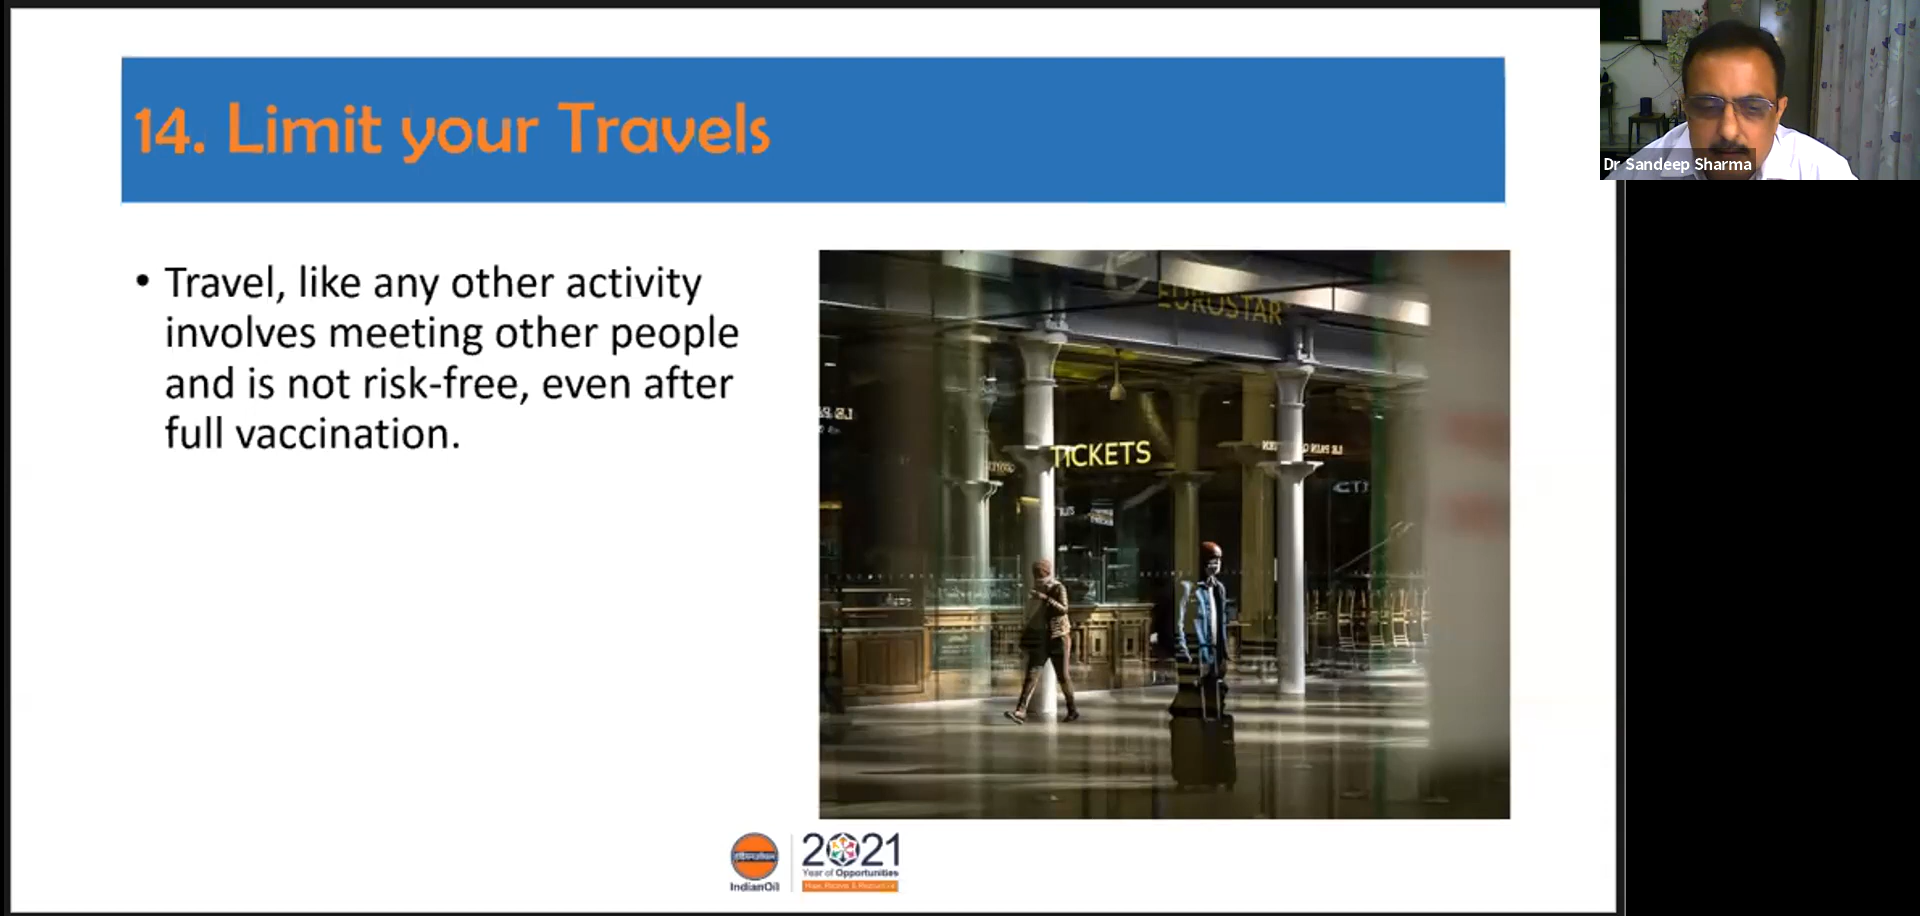 14. Limit your Travels
Dr Sandeep Sharma
• Travel, like any other activity
involves meeting other people
and is not risk-free, even after
full vaccination.
EUROSTAR
TICKETS
इंडियनऑयल
IndianOil
2021
Year of Opportunities